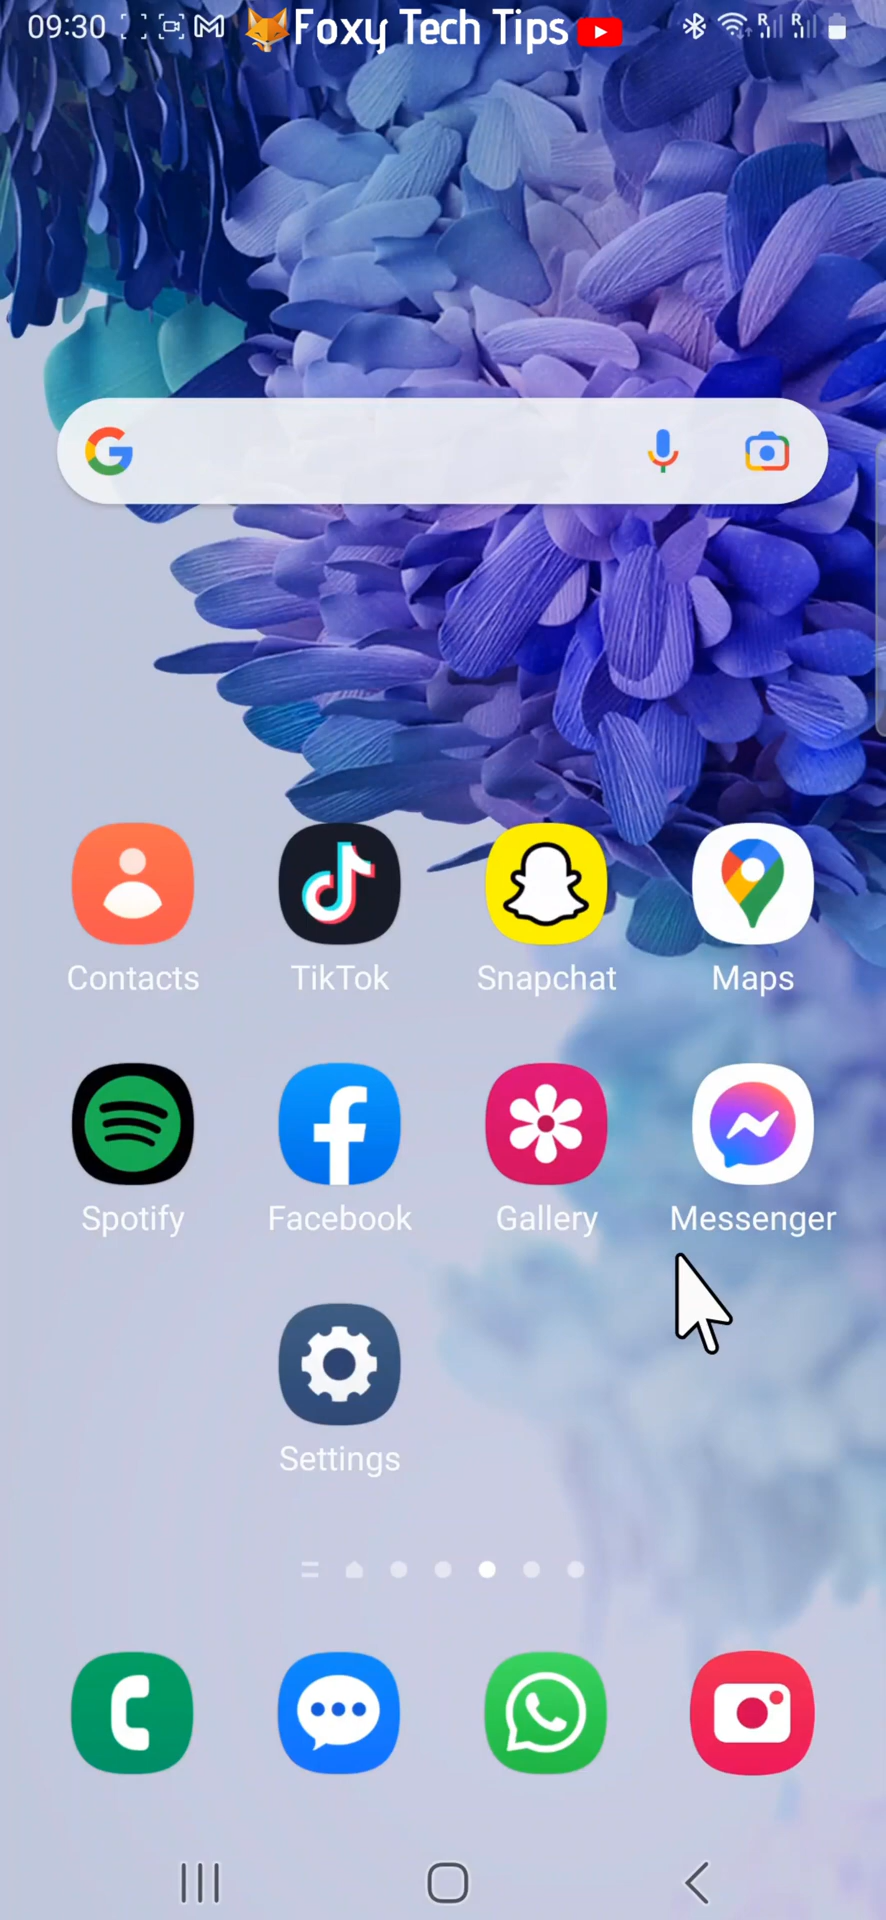 09:30 Foxy Tech Tips R R
Contacts TikTok Snapchat Maps
Spotify Facebook Gallery Messenger
Settings